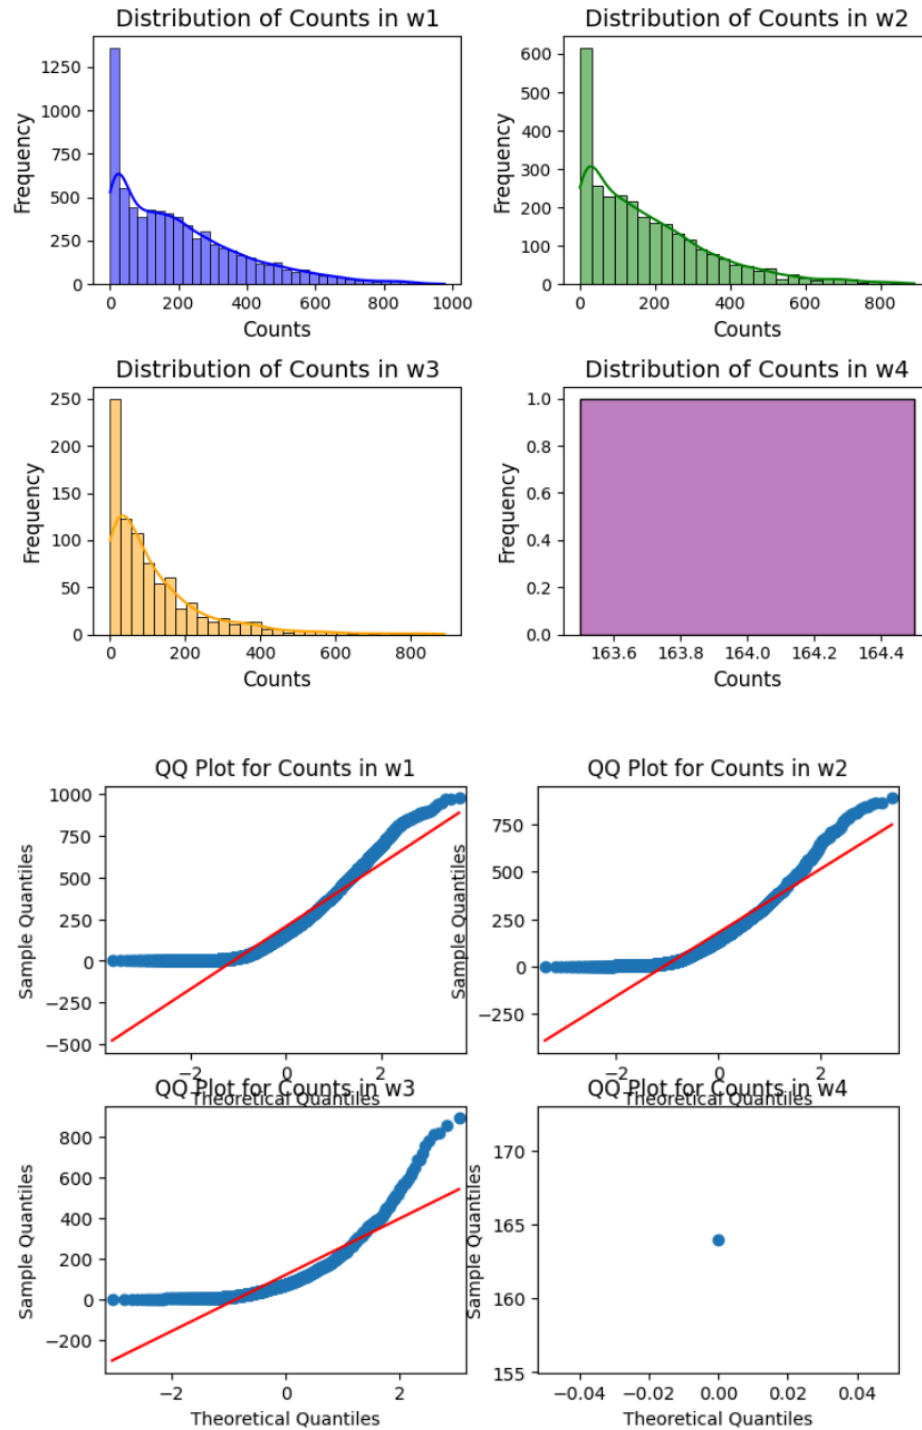 Distribution of Counts in w1
Distribution of Counts in w2
Frequency
1250
1000
750
500
250
0
0 200 400 600 800 1000
Counts
Frequency
600
500
400
300
200
100
0
0 200 400 600 800
Counts
Distribution of Counts in w3
Distribution of Counts in w4
Frequency
250
200
150
100
50
0
0 200 400 600 800
Counts
Frequency
1.0
0.8
0.6
0.4
0.2
0.0
163.6 163.8 164.0 164.2 164.4
Counts
QQ Plot for Counts in w1
QQ Plot for Counts in w2
Sample Quantiles
1000
750
500
250
0
−250
−500
−2 0 2
Theoretical Quantiles
Sample Quantiles
750
500
250
0
−250
−2 0 2
Theoretical Quantiles
QQ Plot for Counts in w3
QQ Plot for Counts in w4
Sample Quantiles
800
600
400
200
0
−200
−2 0 2
Theoretical Quantiles
Sample Quantiles
170
165
160
155
−0.04 −0.02 0.00 0.02 0.04
Theoretical Quantiles